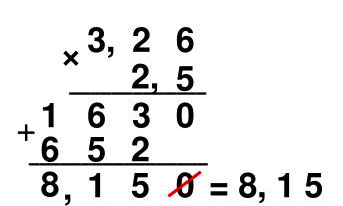 3, 2 6
× 2, 5
1 6 3 0
+ 6 5 2
8, 1 5 0 = 8, 1 5